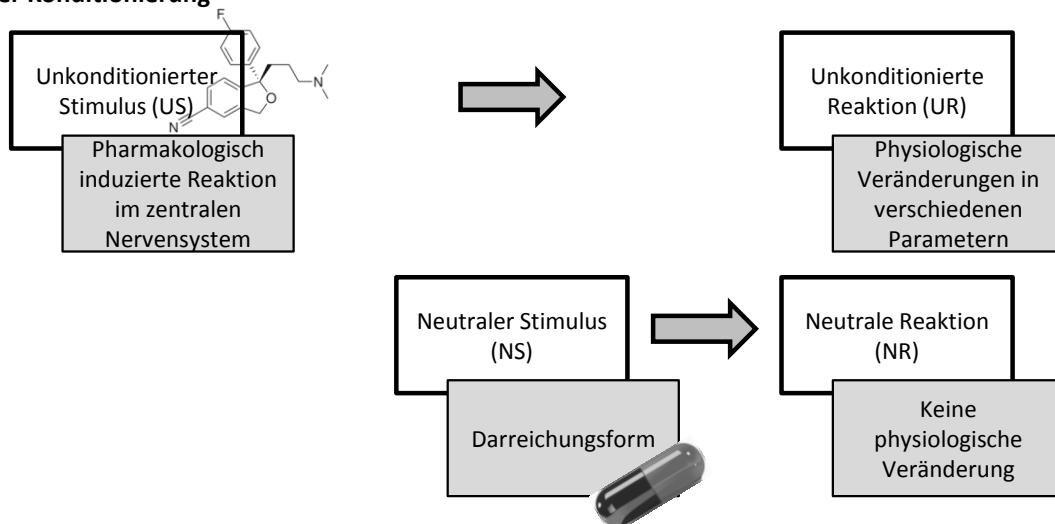 er Konditionierung
F
N
O
N
Unkonditionierter
Stimulus (US)
Unkonditionierte
Reaktion (UR)
Pharmakologisch
induzierte Reaktion
im zentralen
Nervensystem
Physiologische
Veränderungen in
verschiedenen
Parametern
Neutraler Stimulus
(NS)
Neutrale Reaktion
(NR)
Darreichungsform
Keine
physiologische
Veränderung